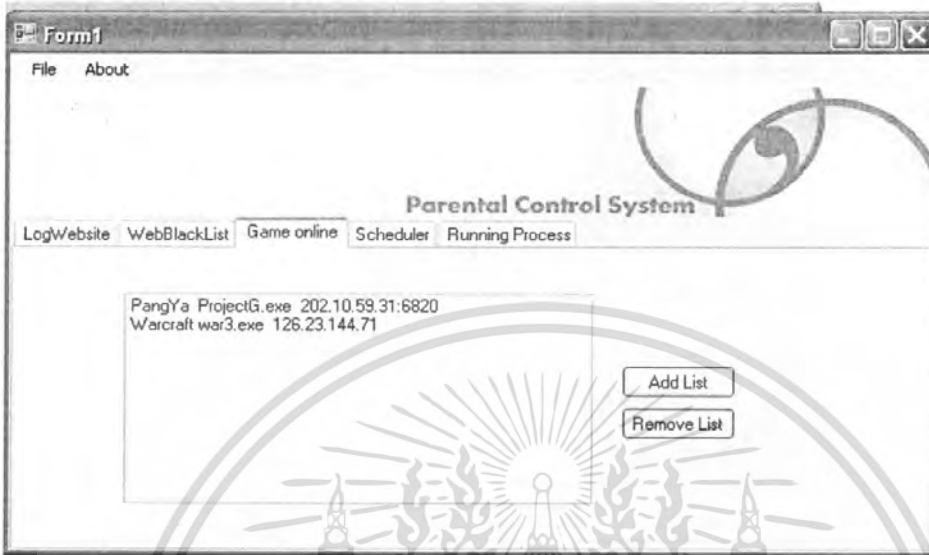 Form1
File About
Parental Control System
LogWebsite WebBlackList Game online Scheduler Running Process
PangYa ProjectG.exe 202.10.59.31:6820
Warcraft war3.exe 126.23.144.71
Add List
Remove List